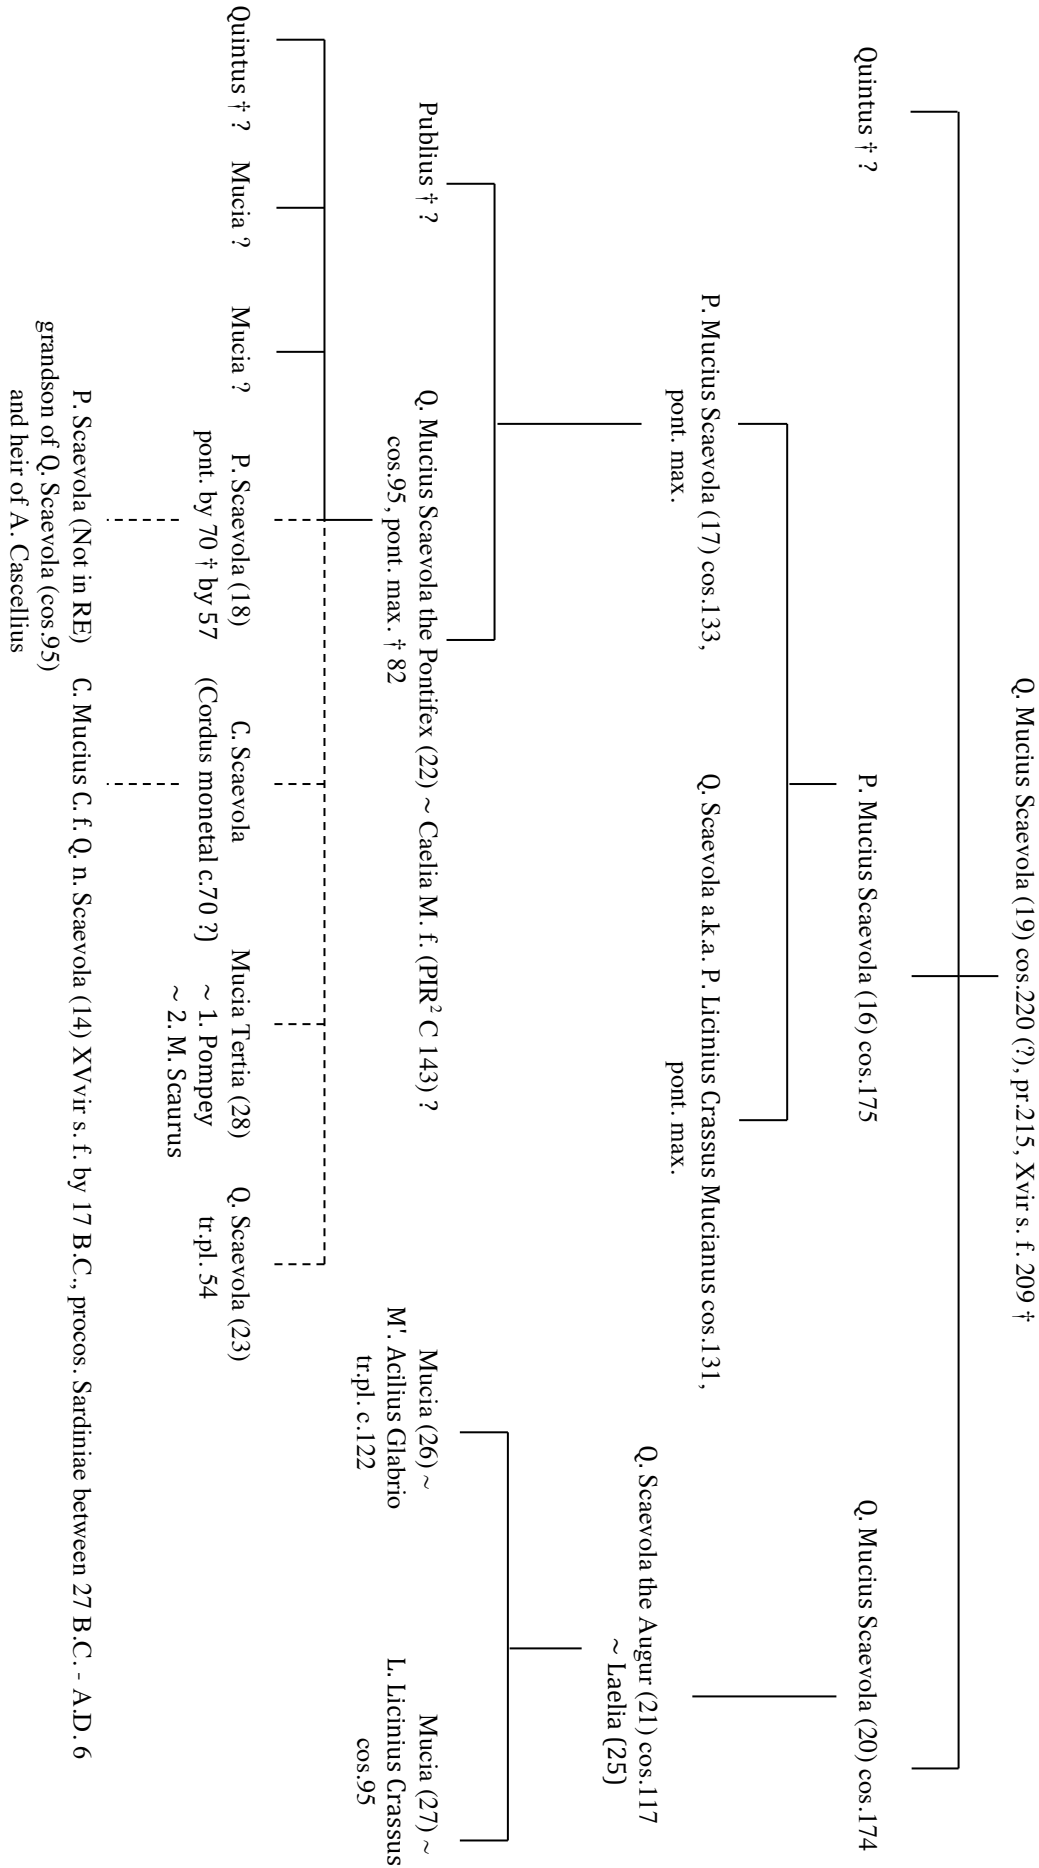 Q. Mucius Scaevola (19) cos.220 (?), pr.215, Xvir s. f. 209 †
Quintus † ?
P. Mucius Scaevola (16) cos.175
Q. Mucius Scaevola (20) cos.174
P. Mucius Scaevola (17) cos.133,
pont. max.
Q. Scaevola a.k.a. P. Licinius Crassus Mucianus cos.131,
pont. max.
Q. Scaevola the Augur (21) cos.117
~ Laelia (25)
Publius † ?
Q. Mucius Scaevola the Pontifex (22) ~ Caelia M. f. (PIR² C 143) ?
cos.95, pont. max. † 82
Mucia (26) ~
M'. Acilius Glabrio
tr.pl. c.122
Mucia (27) ~
L. Licinius Crassus
cos.95
Quintus † ?
Mucia ?
Mucia ?
P. Scaevola (18)
pont. by 70 † by 57
C. Scaevola
(Cordus monetal c.70 ?)
Mucia Tertia (28)
~ 1. Pompey
~ 2. M. Scaurus
Q. Scaevola (23)
tr.pl. 54
P. Scaevola (Not in RE)
grandson of Q. Scaevola (cos.95)
and heir of A. Cascellius
C. Mucius C. f. Q. n. Scaevola (14) XVvir s. f. by 17 B.C., procos. Sardiniae between 27 B.C. - A.D. 6